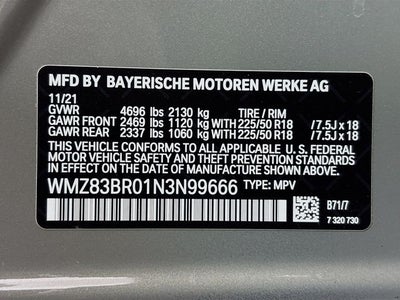 MFD BY BAYERISCHE MOTOREN WERKE AG
11/21
GVWR 4696 lbs 2130 kg TIRE / RIM
GAWR FRONT 2469 lbs 1120 kg WITH 225/50 R18 /7.5J x 18
GAWR REAR 2337 lbs 1060 kg WITH 225/50 R18 /7.5J x 18
THIS VEHICLE CONFORMS TO ALL APPLICABLE U. S. FEDERAL
MOTOR VEHICLE SAFETY AND THEFT PREVENTION STANDARDS
IN EFFECT ON THE DATE OF MANUFACTURE SHOWN ABOVE.
WMZ83BR01N3N99666 TYPE: MPV
B71/7
7 320 730